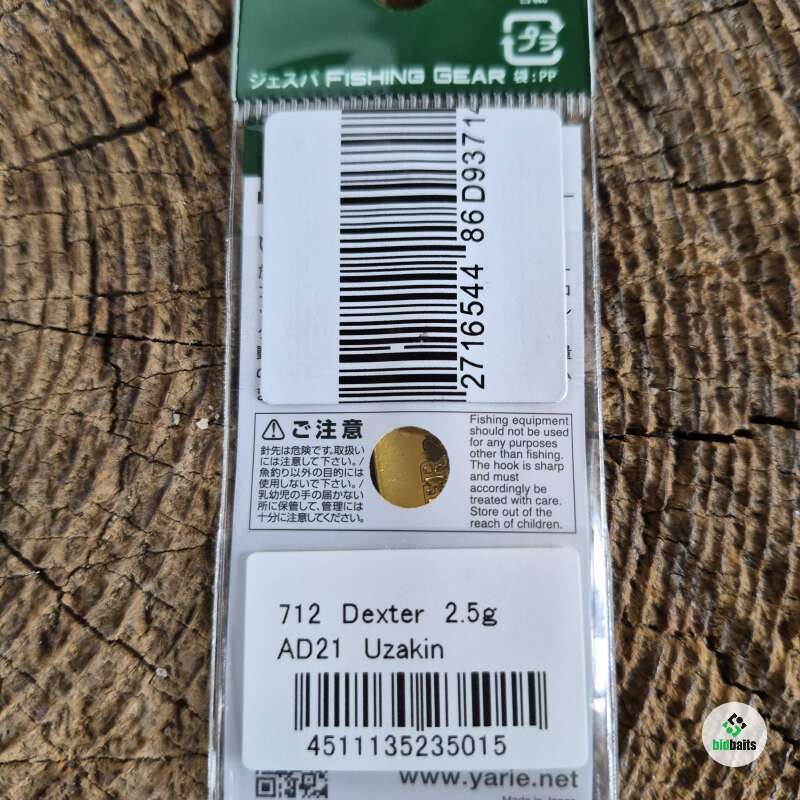 プラ
ジェスパ FISHING GEAR 袋:PP
2716544 86D93714
ご注意
針先は危険です。取扱い
には注意して下さい。/
魚釣り以外の目的には
使用しないで下さい。/
乳幼児の手の届かない
所に保管して、管理には
十分に注意してください。
Fishing equipment
should not be used
for any purposes
other than fishing.
The hook is sharp
and must
accordingly be
treated with care.
Store out of the
reach of children.
712 Dexter 2.5g
AD21 Uzakin
4511135235015
www.yarie.net
Made in Japan
bidbaits